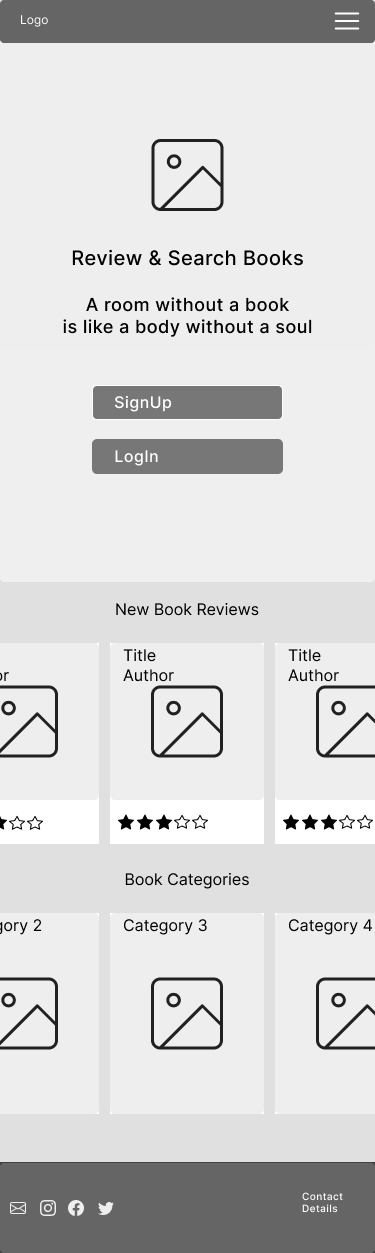 Logo
Review & Search Books
A room without a book
is like a body without a soul
SignUp
LogIn
New Book Reviews
or
Title
Author
Title
Author
Book Categories
gory 2
Category 3
Category 4
Contact
Details